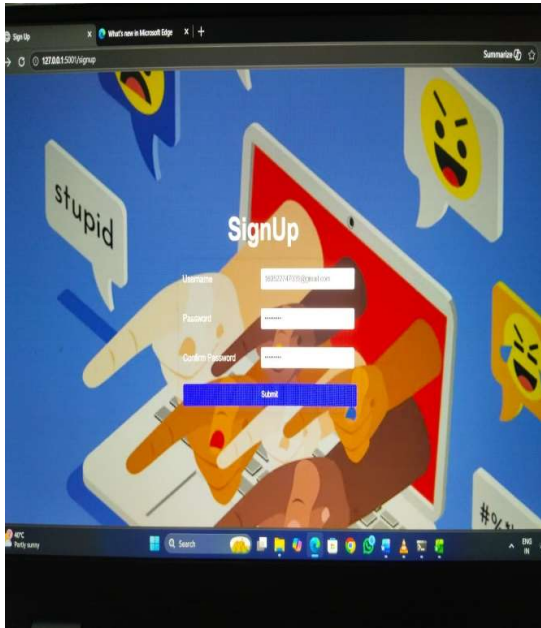 Sign Up
What's new in Microsoft Edge
127.0.0.1:5001/signup
Summarize
stupid
SignUp
Username
@gmail.com
Password
Confirm Password
Submit
#%
40°C
Partly sunny
Search
ENG
IN